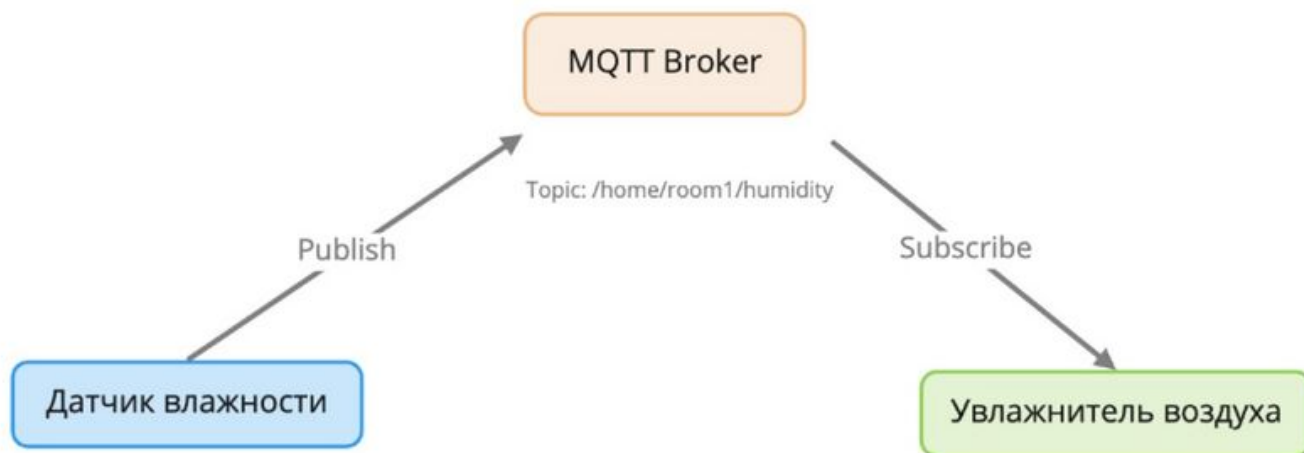 MQTT Broker
Topic: /home/room1/humidity
Publish
Subscribe
Датчик влажности
Увлажнитель воздуха